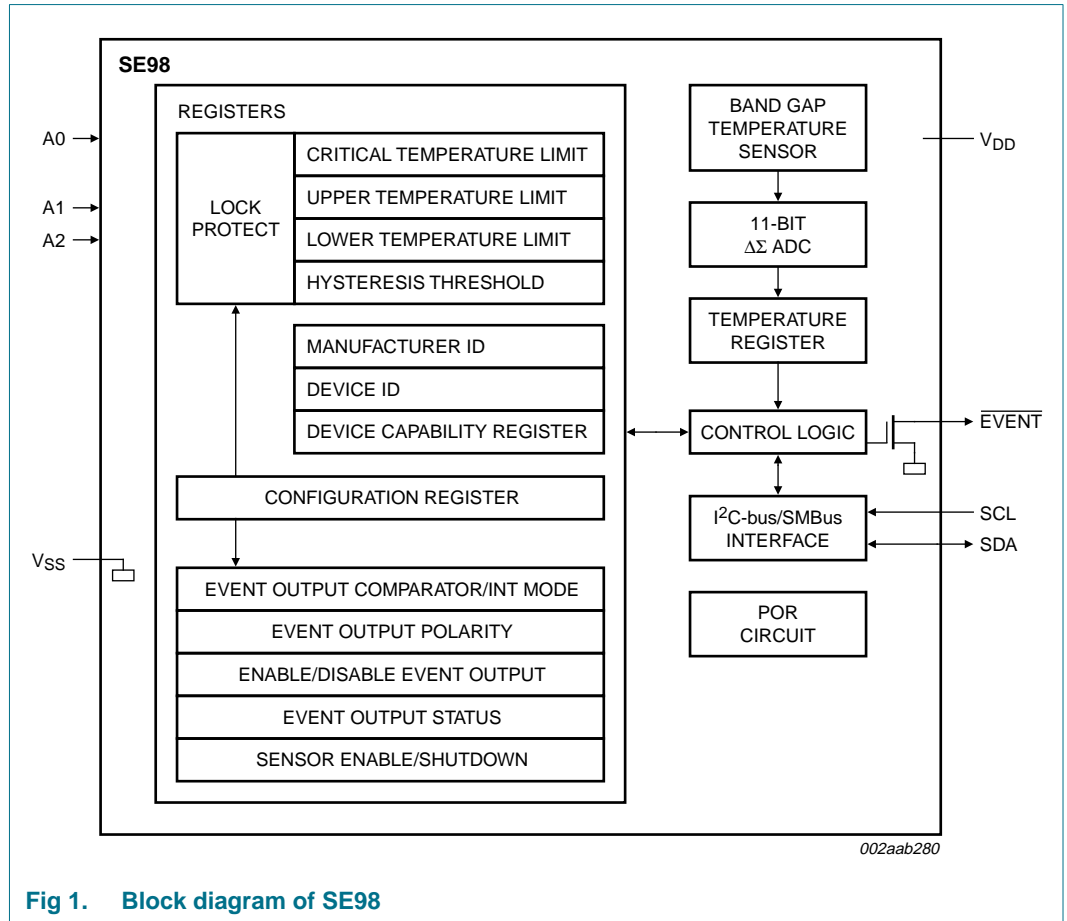 SE98
REGISTERS
LOCK
PROTECT
CRITICAL TEMPERATURE LIMIT
UPPER TEMPERATURE LIMIT
LOWER TEMPERATURE LIMIT
HYSTERESIS THRESHOLD
MANUFACTURER ID
DEVICE ID
DEVICE CAPABILITY REGISTER
CONFIGURATION REGISTER
EVENT OUTPUT COMPARATOR/INT MODE
EVENT OUTPUT POLARITY
ENABLE/DISABLE EVENT OUTPUT
EVENT OUTPUT STATUS
SENSOR ENABLE/SHUTDOWN
A0
A1
A2
VSS
BAND GAP
TEMPERATURE
SENSOR
11-BIT
ΔΣ ADC
TEMPERATURE
REGISTER
CONTROL LOGIC
I2C-bus/SMBus
INTERFACE
POR
CIRCUIT
VDD
EVENT
SCL
SDA
002aab280
Fig 1. Block diagram of SE98